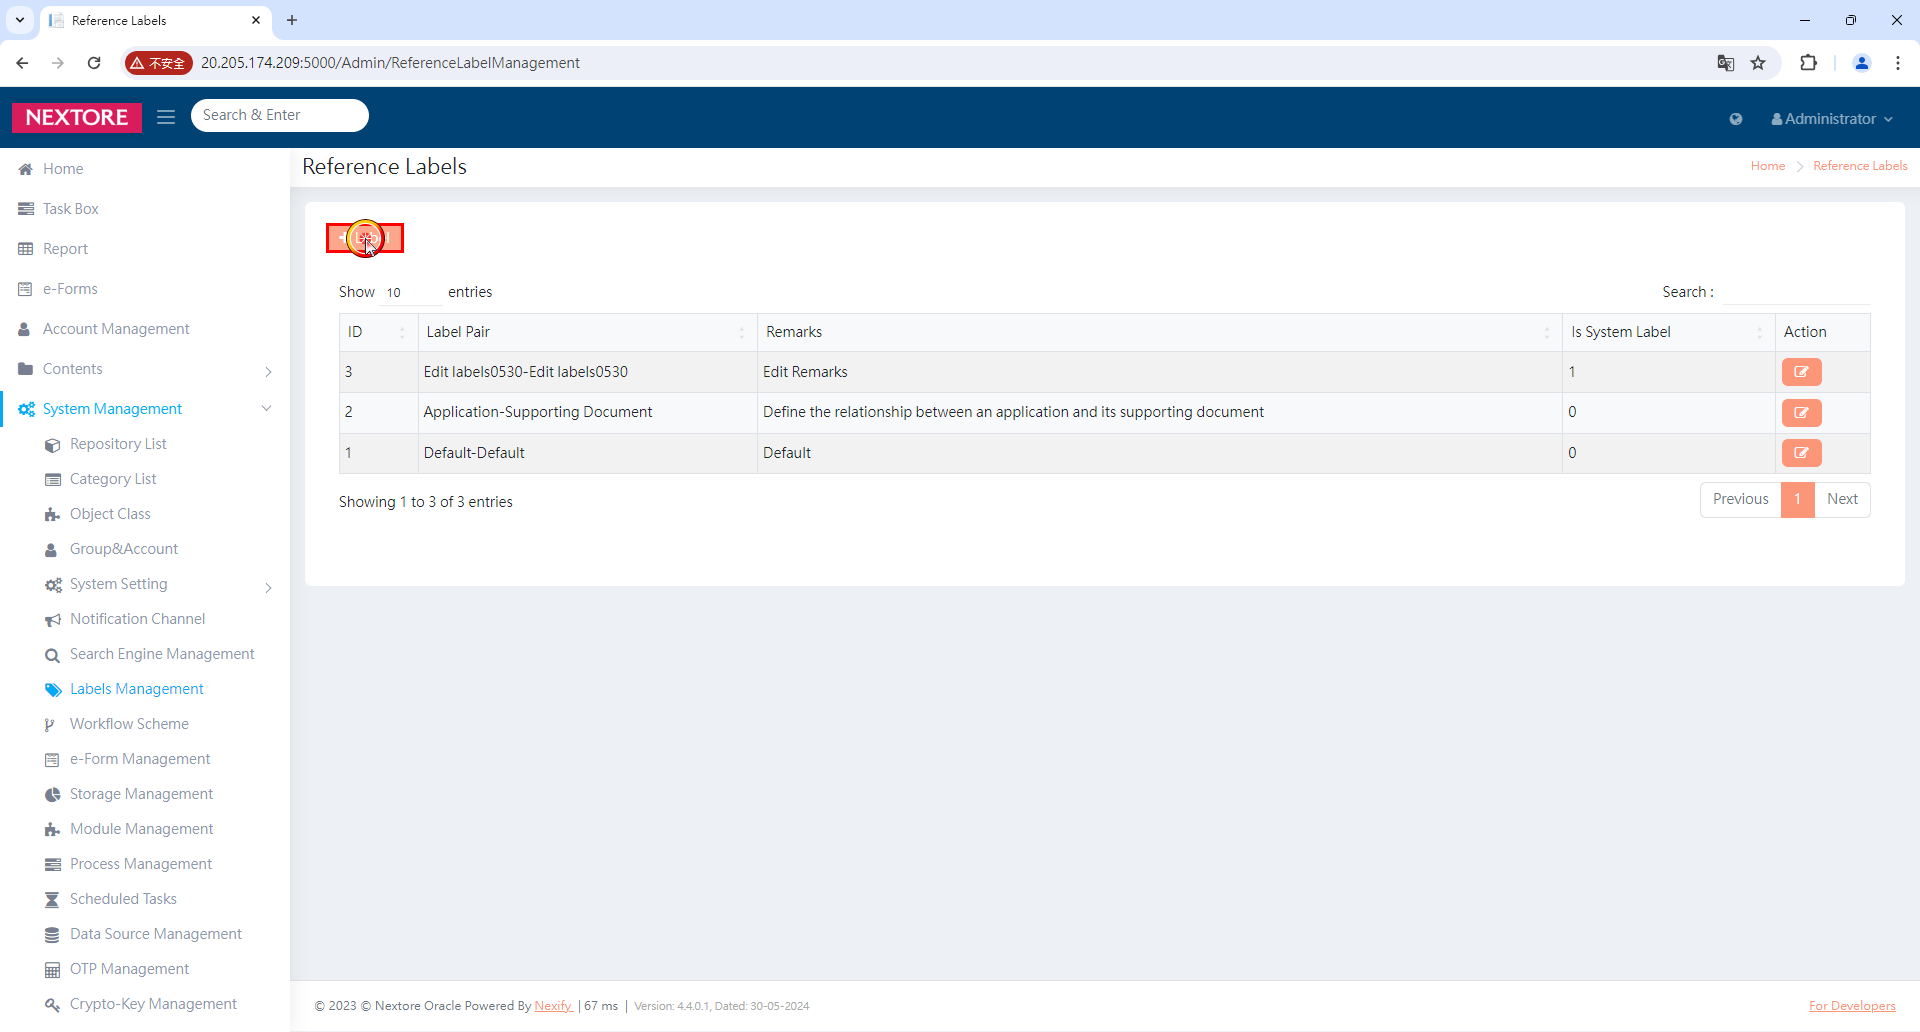 Reference Labels
不安全 20.205.174.209:5000/Admin/ReferenceLabelManagement
NEXTORE Search & Enter Administrator
Home
Task Box
Report
e-Forms
Account Management
Contents
System Management
Repository List
Category List
Object Class
Group&Account
System Setting
Notification Channel
Search Engine Management
Labels Management
Workflow Scheme
e-Form Management
Storage Management
Module Management
Process Management
Scheduled Tasks
Data Source Management
OTP Management
Crypto-Key Management
Reference Labels
Home Reference Labels
Show 10 entries
Search :
ID Label Pair Remarks Is System Label Action
3 Edit labels0530-Edit labels0530 Edit Remarks 1
2 Application-Supporting Document Define the relationship between an application and its supporting document 0
1 Default-Default Default 0
Showing 1 to 3 of 3 entries
Previous 1 Next
© 2023 © Nextore Oracle Powered By Nexify | 67 ms | Version: 4.4.0.1, Dated: 30-05-2024
For Developers